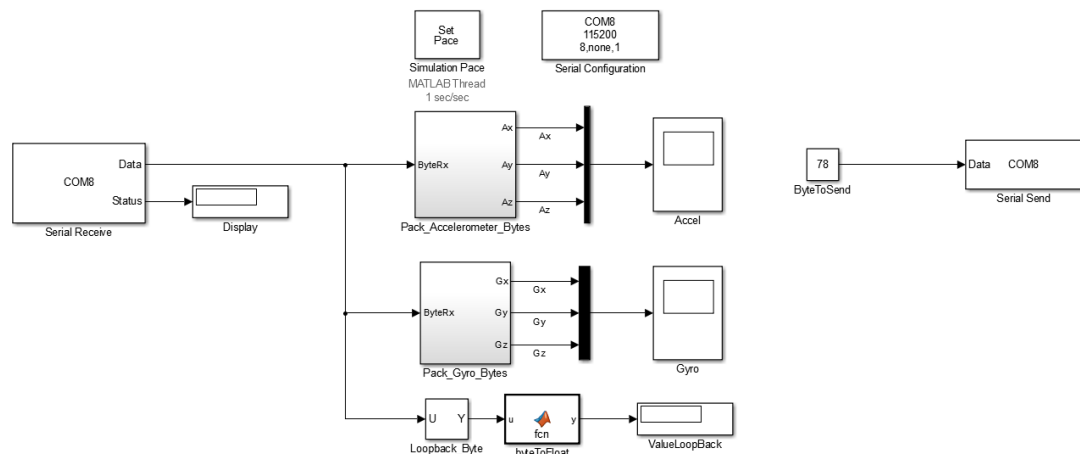 Set
Pace
Simulation Pace
MATLAB Thread
1 sec/sec
COM8
115200
8,none,1
Serial Configuration
COM8
Data
Status
Serial Receive
Display
ByteRx
Ax
Ay
Az
Pack_Accelerometer_Bytes
Ax
Ay
Az
Accel
78
ByteToSend
Data
COM8
Serial Send
ByteRx
Gx
Gy
Gz
Pack_Gyro_Bytes
Gx
Gy
Gz
Gyro
U
Y
Loopback_Byte
u
y
fcn
byteToFloat
ValueLoopBack